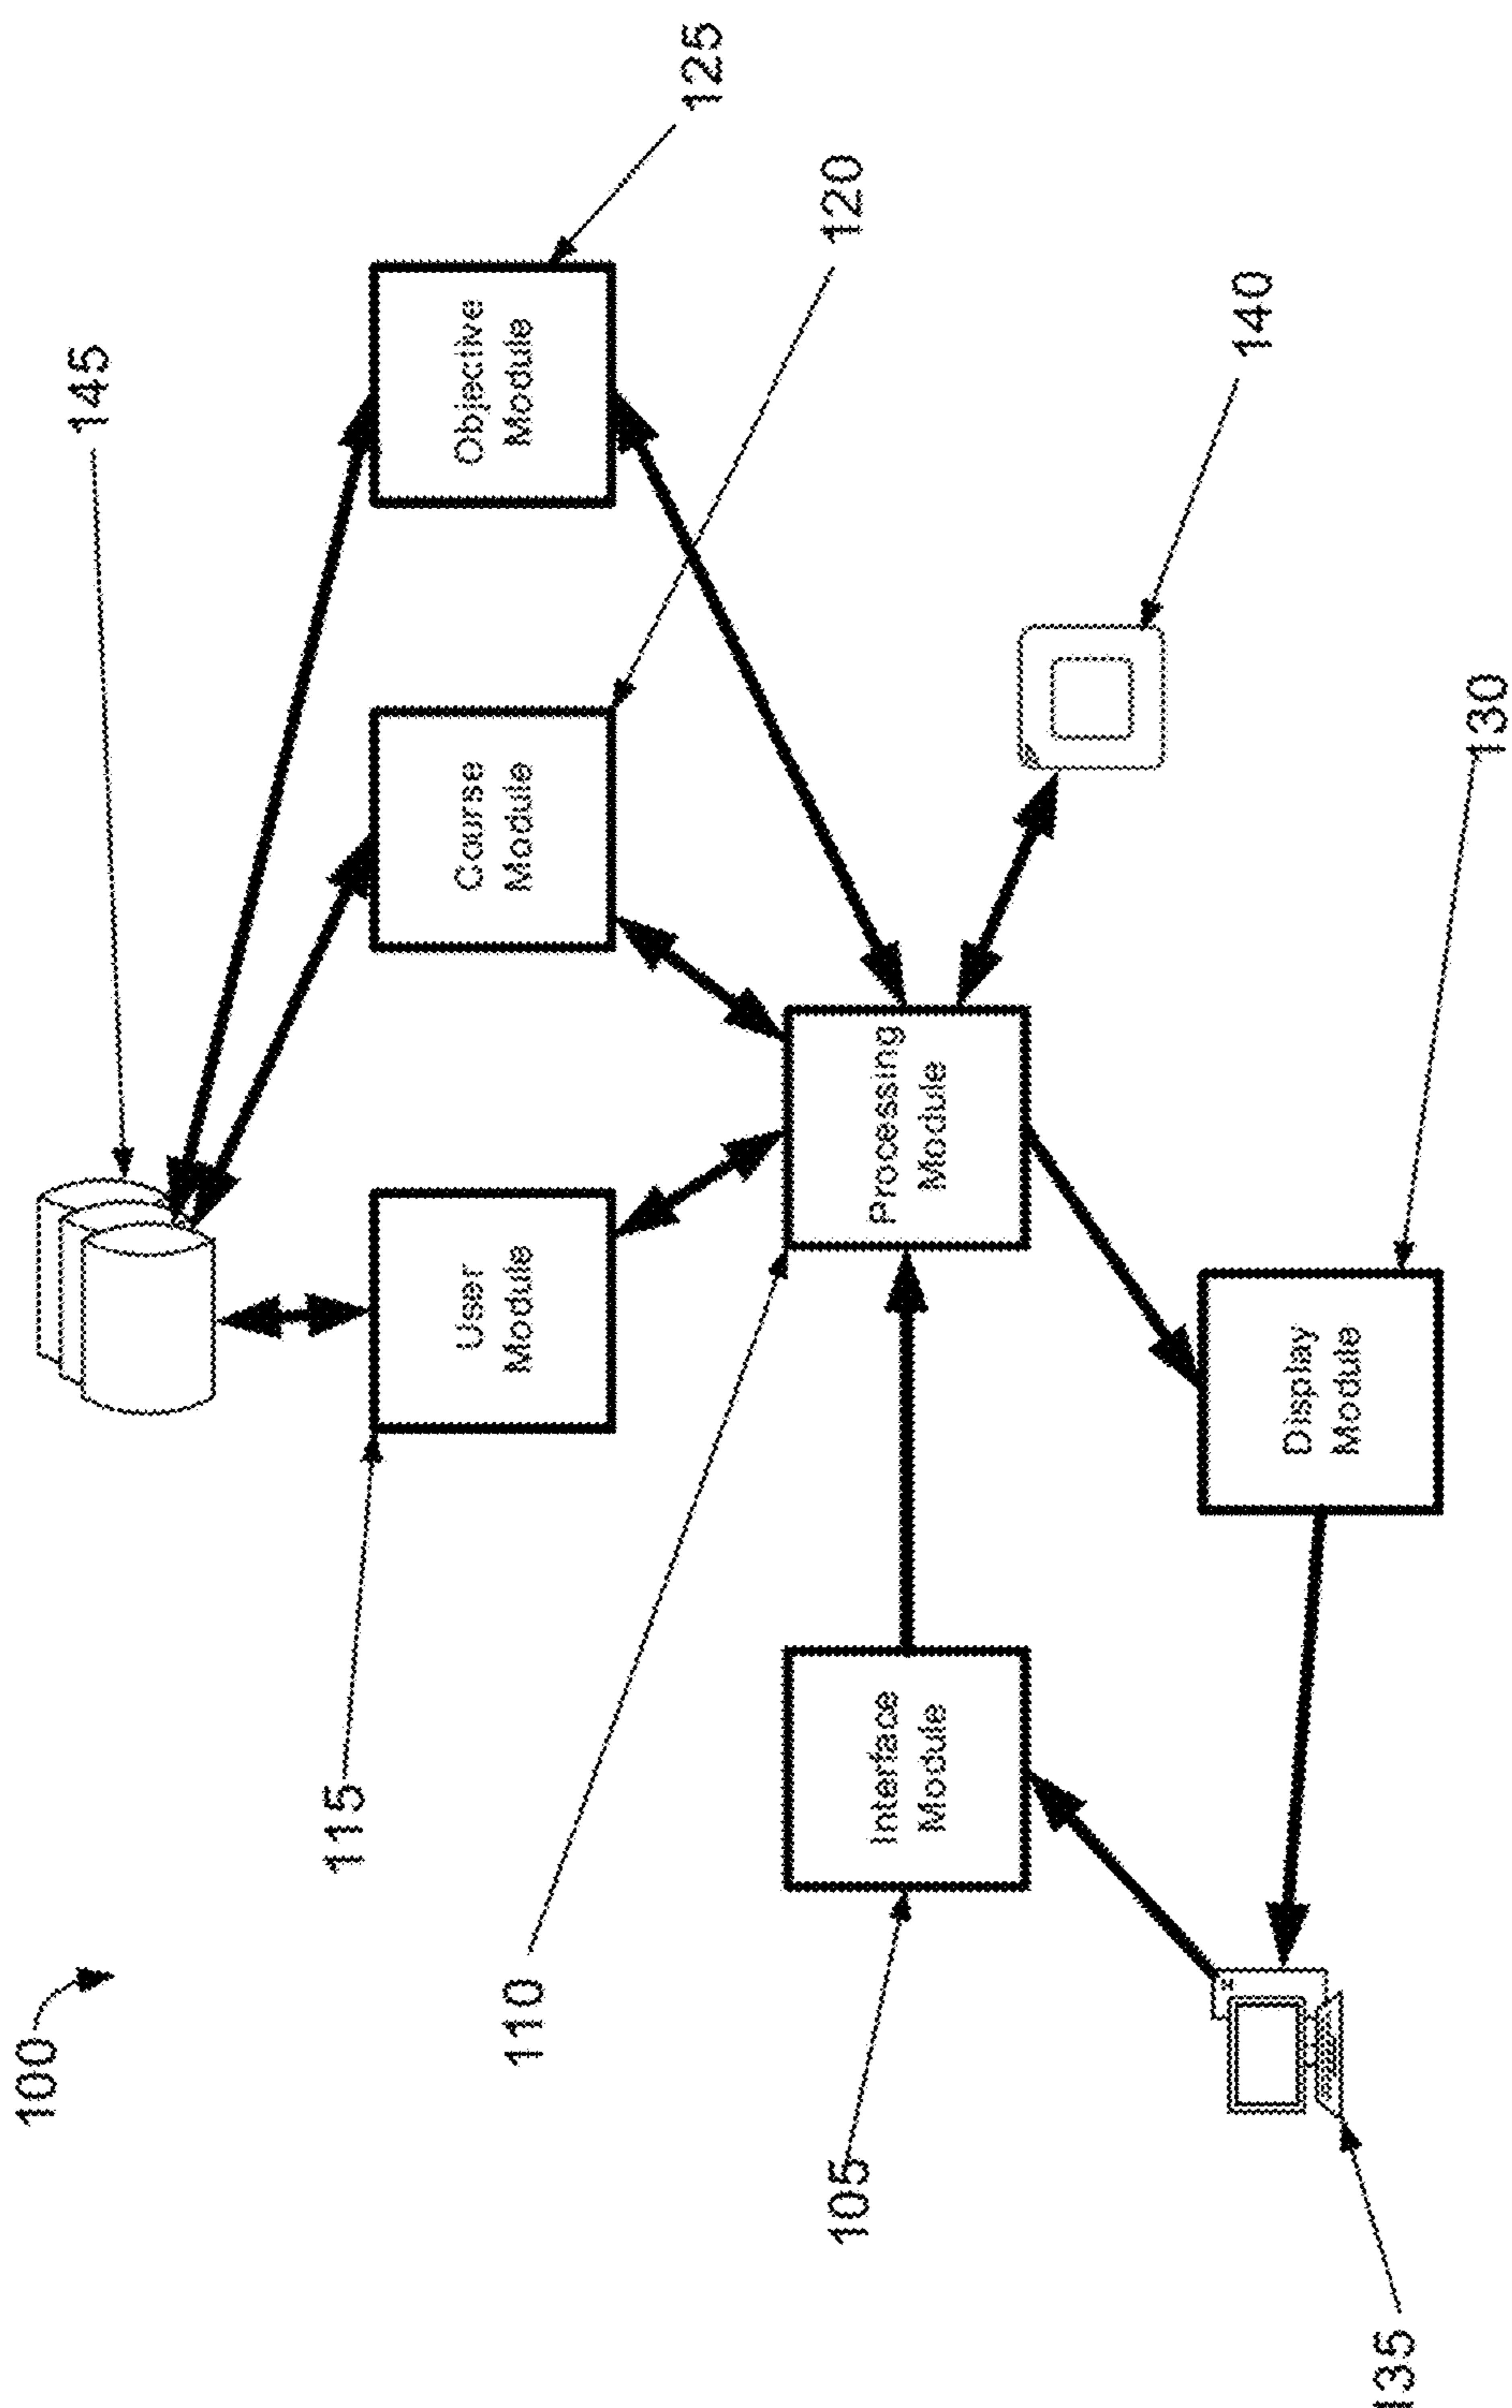 100
145
125
120
115
User
Module
Course
Module
Objective
Module
110
140
105
Interface
Module
Processing
Module
130
135
Display
Module